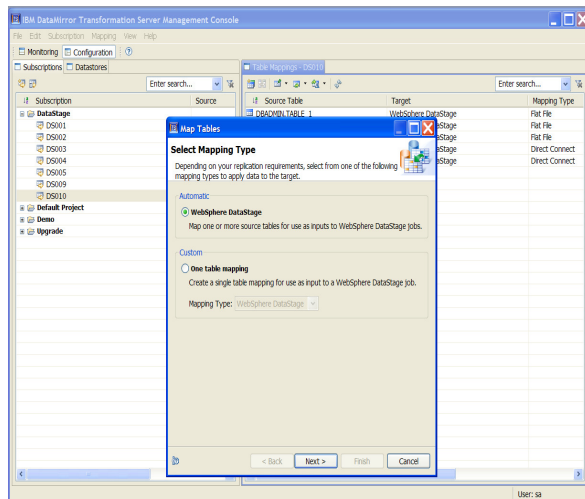 IBM DataMirror Transformation Server Management Console
File Edit Subscription Mapping View Help
Monitoring Configuration
Subscriptions Datastores
Table Mappings - DS010
Enter search...
Enter search...
Subscription Source
Source Table Target Mapping Type
DataStage
DBADMIN.TABLE_1 WebSphere DataStage Flat File
DS001
aStage Flat File
DS002
aStage Flat File
DS003
aStage Direct Connect
DS004
aStage Direct Connect
DS005
DS009
DS010
Default Project
Demo
Upgrade
Map Tables
Select Mapping Type
Depending on your replication requirements, select from one of the following
mapping types to apply data to the target.
Automatic
WebSphere DataStage
Map one or more source tables for use as inputs to WebSphere DataStage jobs.
Custom
One table mapping
Create a single table mapping for use as input to a WebSphere DataStage job.
Mapping Type: WebSphere DataStage
< Back Next > Finish Cancel
User: sa